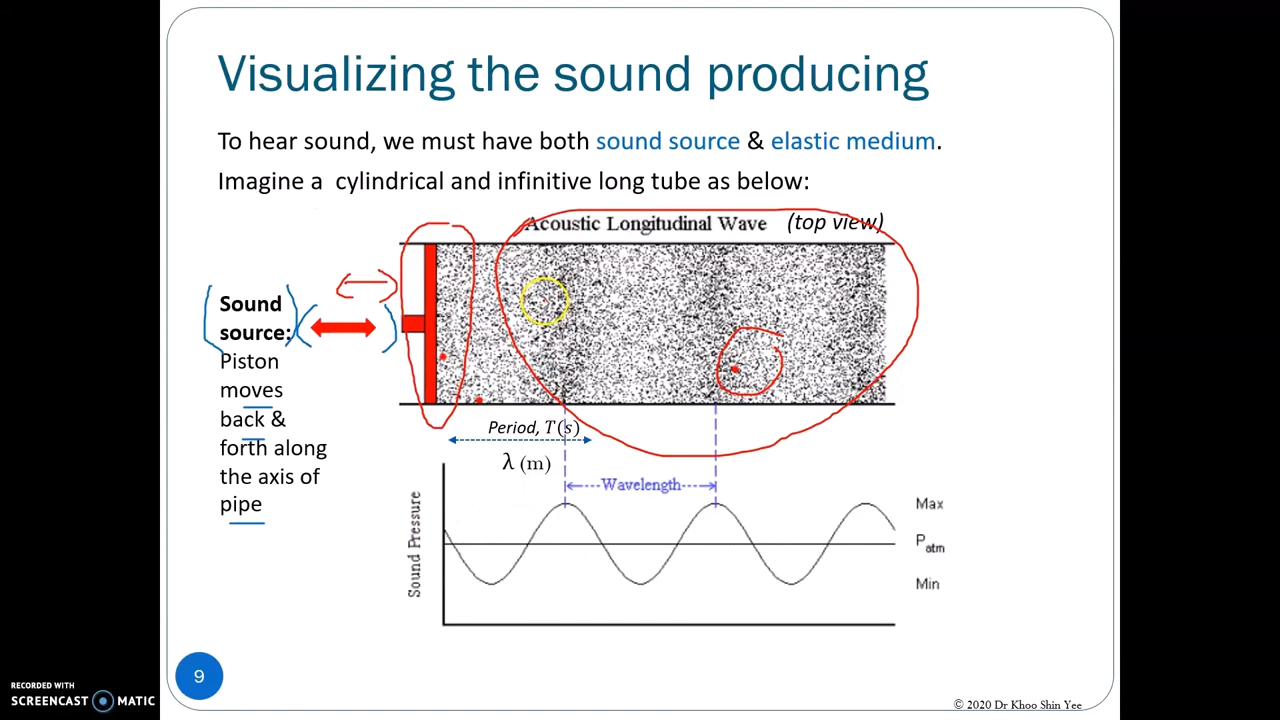 Visualizing the sound producing
To hear sound, we must have both sound source & elastic medium.
Imagine a cylindrical and infinitive long tube as below:
Acoustic Longitudinal Wave (top view)
Sound
source:
Piston
moves
back &
forth along
the axis of
pipe
Period, T(s)
λ (m)
Wavelength
Sound Pressure
Max
Patm
Min
9
RECORDED WITH
SCREENCAST MATIC
© 2020 Dr Khoo Shin Yee